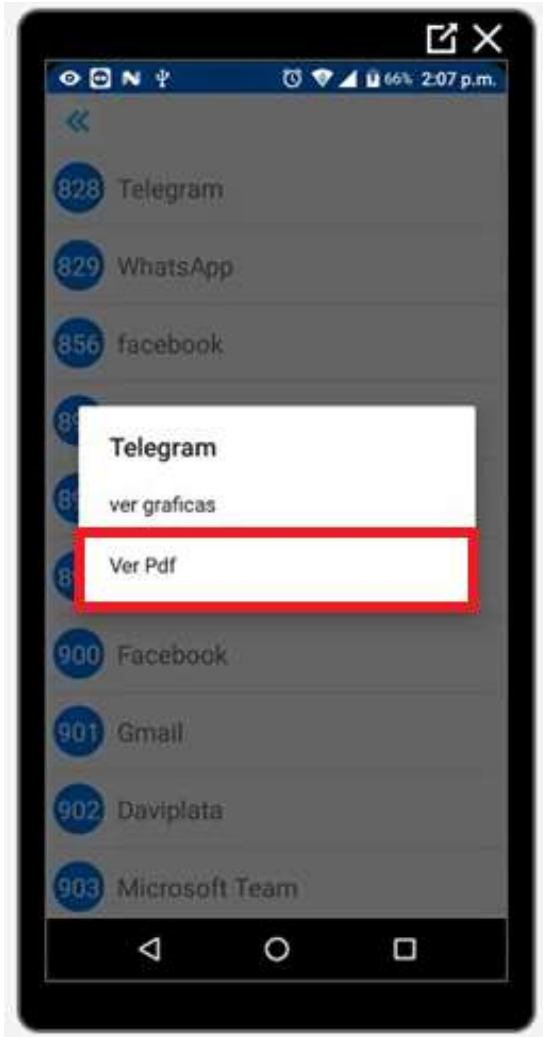 66% 2:07 p.m.
828 Telegram
829 WhatsApp
856 facebook
Telegram
ver graficas
Ver Pdf
900 Facebook
901 Gmail
902 Daviplata
903 Microsoft Team